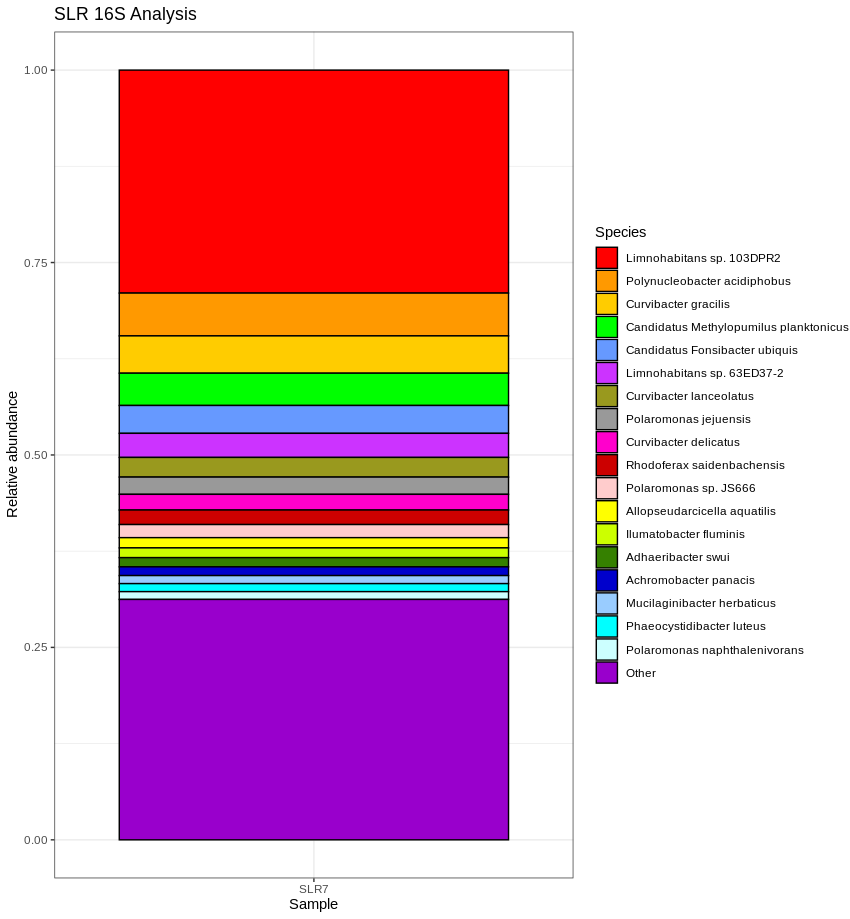 SLR 16S Analysis
1.00
0.75
0.50
0.25
0.00
Relative abundance
SLR7
Sample
Species
Limnohabitans sp. 103DPR2
Polynucleobacter acidiphobus
Curvibacter gracilis
Candidatus Methylopumilus planktonicus
Candidatus Fonsibacter ubiquis
Limnohabitans sp. 63ED37-2
Curvibacter lanceolatus
Polaromonas jejuensis
Curvibacter delicatus
Rhodoferax saidenbachensis
Polaromonas sp. JS666
Allopseudarcicella aquatilis
Ilumatobacter fluminis
Adhaeribacter swui
Achromobacter panacis
Mucilaginibacter herbaticus
Phaeocystidibacter luteus
Polaromonas naphthalenivorans
Other